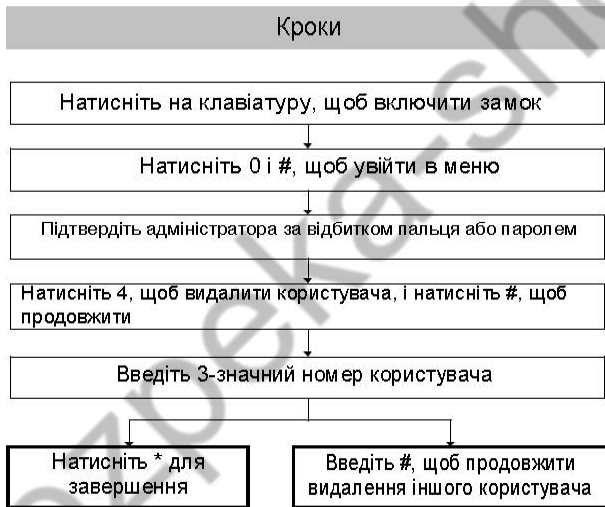 Кроки
Натисніть на клавіатуру, щоб включити замок
Натисніть 0 і #, щоб увійти в меню
Підтвердіть адміністратора за відбитком пальця або паролем
Натисніть 4, щоб видалити користувача, і натисніть #, щоб
продовжити
Введіть 3-значний номер користувача
Натисніть * для
завершення
Введіть #, щоб продовжити
видалення іншого користувача